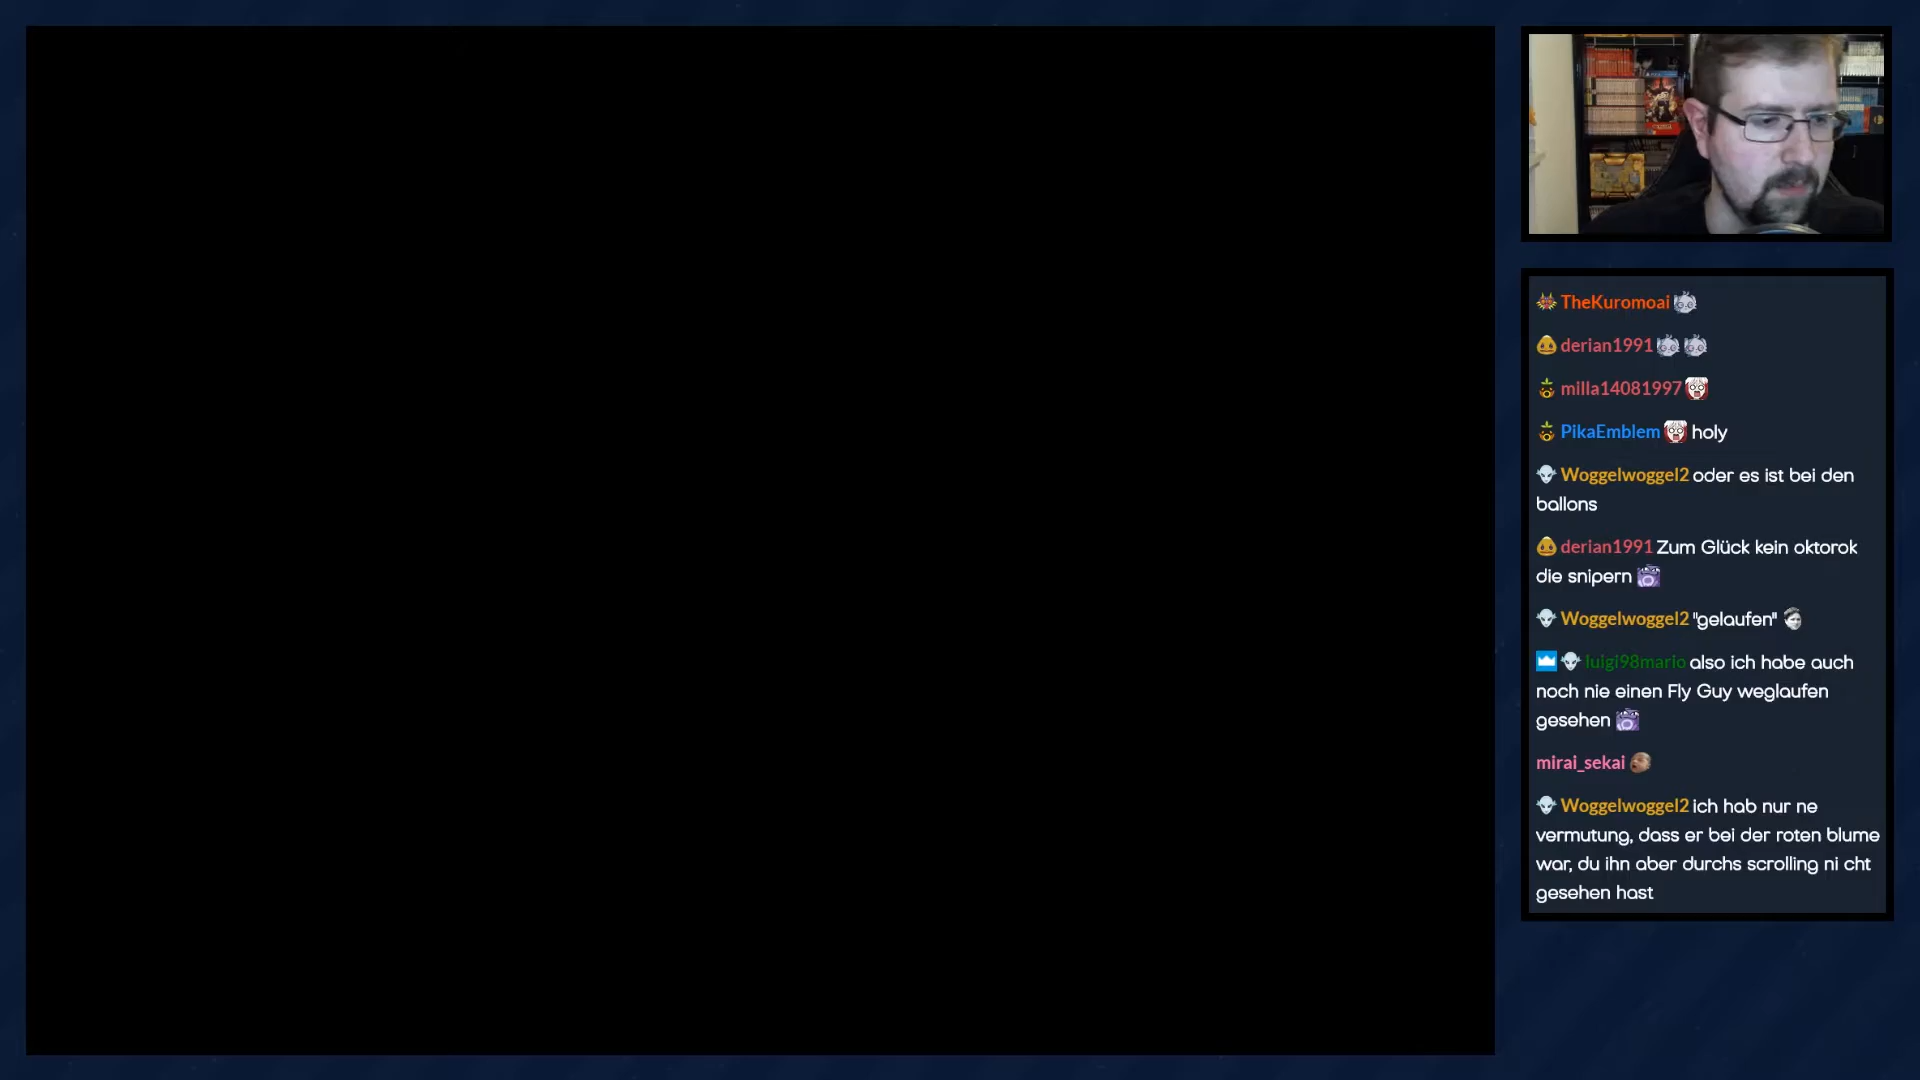 TheKuromoai
derian1991
milla14081997
PikaEmblem holy
Woggelwoggel2 oder es ist bei den
ballons
derian1991 Zum Glück kein oktorok
die snipern
Woggelwoggel2 "gelaufen"
luigi98mario also ich habe auch
noch nie einen Fly Guy weglaufen
gesehen
mirai_sekai
Woggelwoggel2 ich hab nur ne
vermutung, dass er bei der roten blume
war, du ihn aber durchs scrolling ni cht
gesehen hast